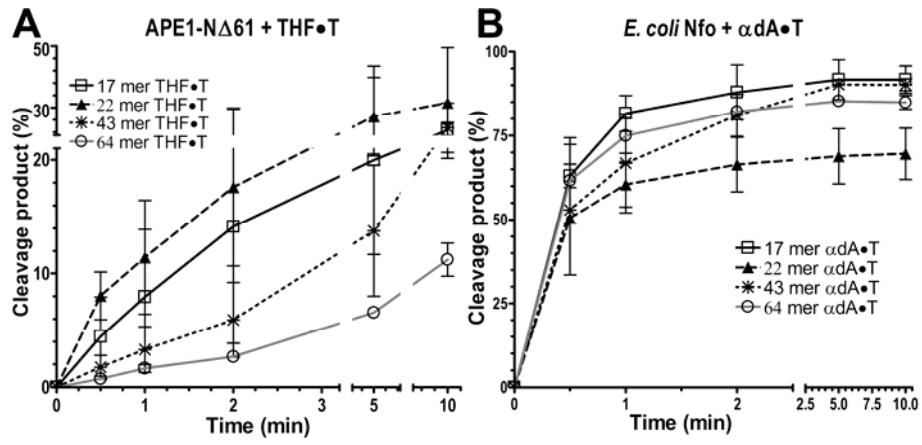 A
APE1-NΔ61 + THF•T
Cleavage product (%)
50
30
20
10
0
17 mer THF•T
22 mer THF•T
43 mer THF•T
64 mer THF•T
0 1 2 3 5 10
Time (min)
B
E. coli Nfo + αdA•T
Cleavage product (%)
100
75
50
25
0
17 mer αdA•T
22 mer αdA•T
43 mer αdA•T
64 mer αdA•T
0 1 2 2.5 5.0 7.5 10.0
Time (min)